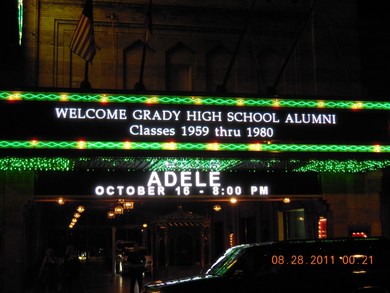 WELCOME GRADY HIGH SCHOOL ALUMNI
Classes 1959 thru 1980
ADELE
OCTOBER 16 - 8:00 PM
08.28.2011 00:21